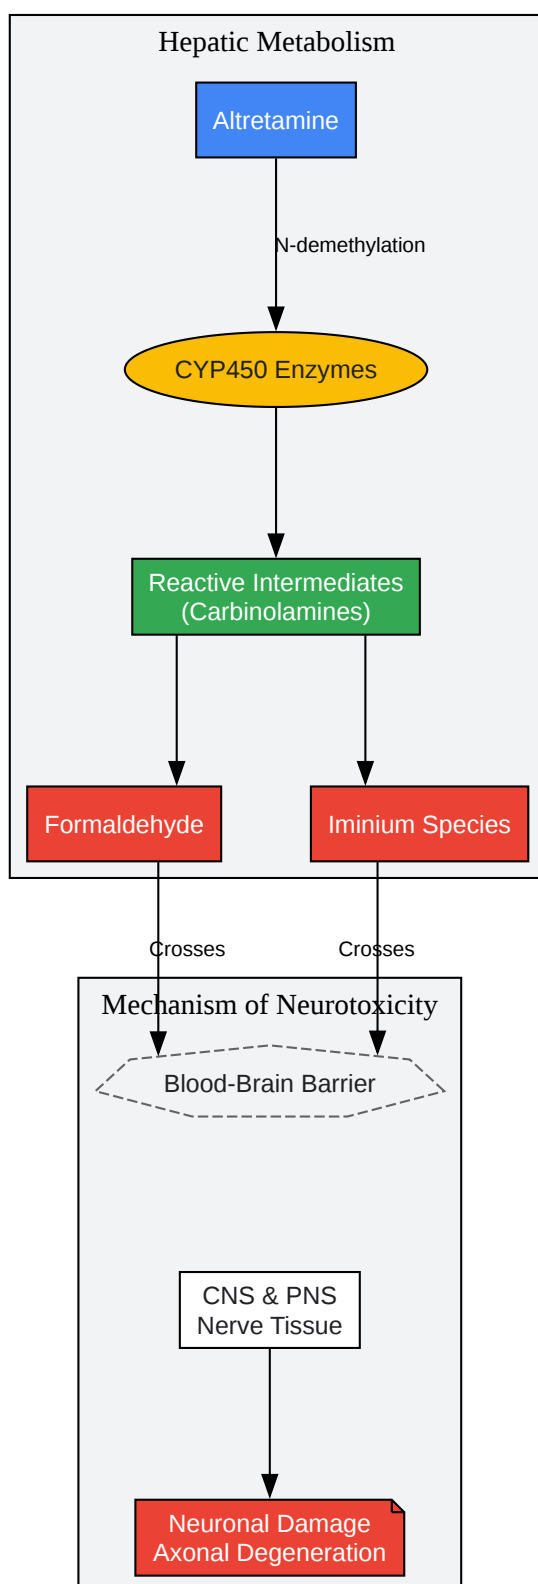 Hepatic Metabolism
Altretamine
N-demethylation
CYP450 Enzymes
Reactive Intermediates
(Carbinolamines)
Formaldehyde
Iminium Species
Crosses
Crosses
Mechanism of Neurotoxicity
Blood-Brain Barrier
CNS & PNS
Nerve Tissue
Neuronal Damage
Axonal Degeneration